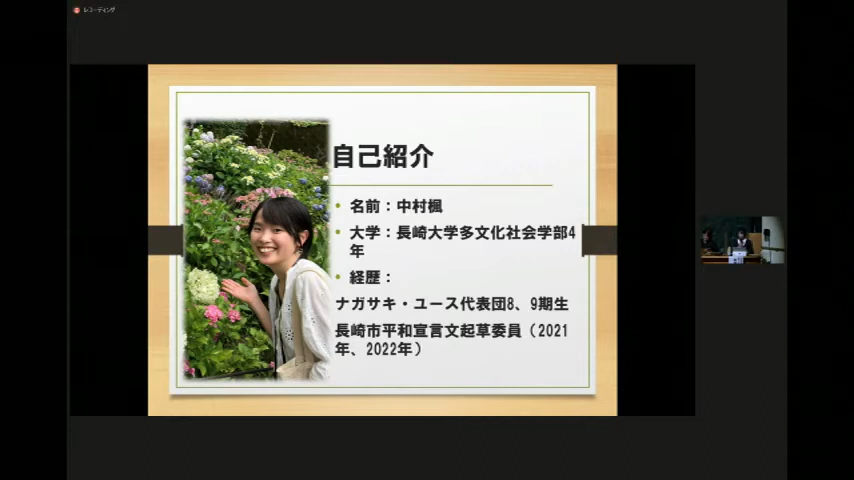 レコーディング
自己紹介
• 名前：中村楓
• 大学：長崎大学多文化社会学部4
年
• 経歴：
ナガサキ・ユース代表団8、9期生
長崎市平和宣言文起草委員（2021
年、2022年）